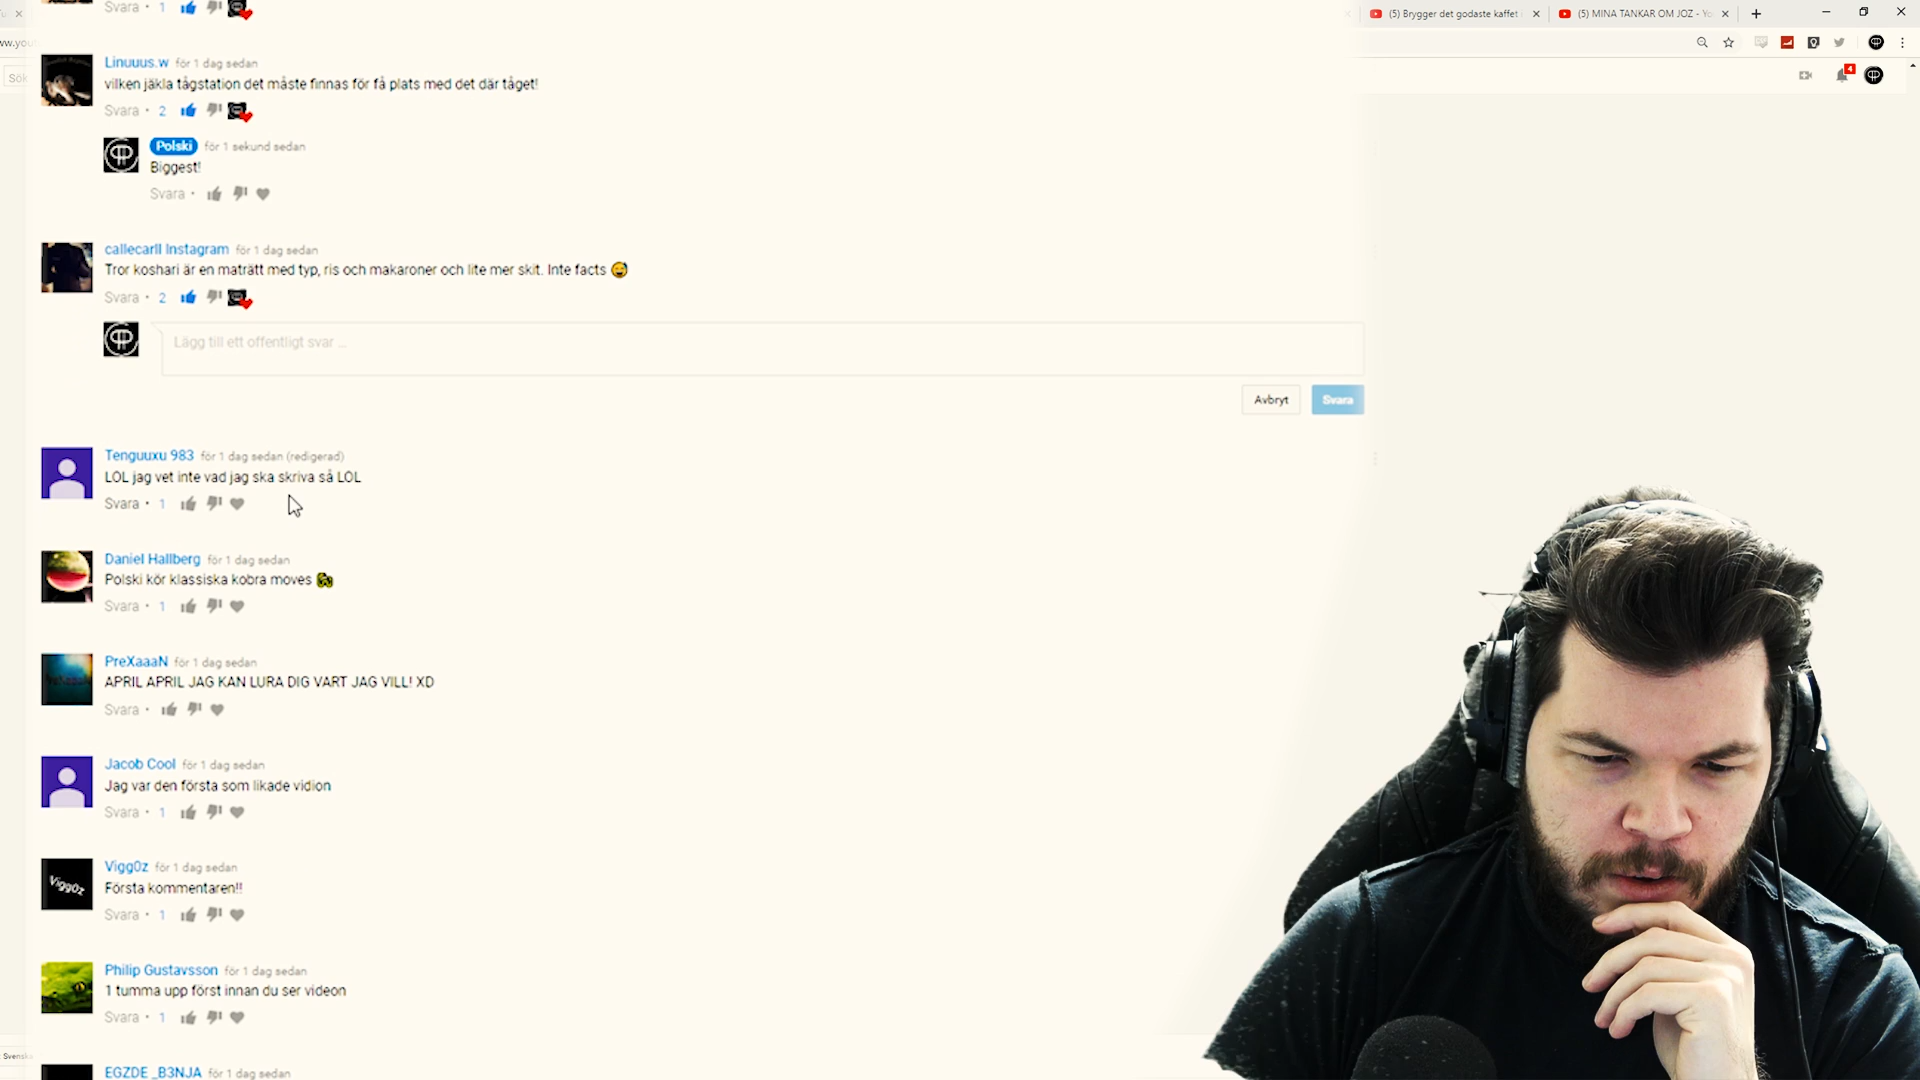 (5) Brygger det godaste kaffet
(5) MINA TANKAR OM JOZ - Yo
Svara · 1
4
Linuuus.w för 1 dag sedan
vilken jäkla tågstation det måste finnas för få plats med det där tåget!
Svara · 2
Polski för 1 sekund sedan
Biggest!
Svara ·
callecarll Instagram för 1 dag sedan
Tror koshari är en maträtt med typ, ris och makaroner och lite mer skit. Inte facts 😅
Svara · 2
Lägg till ett offentligt svar ...
Avbryt Svara
Tenguuxu 983 för 1 dag sedan (redigerad)
LOL jag vet inte vad jag ska skriva så LOL
Svara · 1
Daniel Hallberg för 1 dag sedan
Polski kör klassiska kobra moves
Svara · 1
PreXaaaN för 1 dag sedan
APRIL APRIL JAG KAN LURA DIG VART JAG VILL! XD
Svara ·
Jacob Cool för 1 dag sedan
Jag var den första som likade vidion
Svara · 1
Vigg0z
Vigg0z för 1 dag sedan
Första kommentaren!!
Svara · 1
Philip Gustavsson för 1 dag sedan
1 tumma upp först innan du ser videon
Svara · 1
Svenska
EGZDE _B3NJA för 1 dag sedan